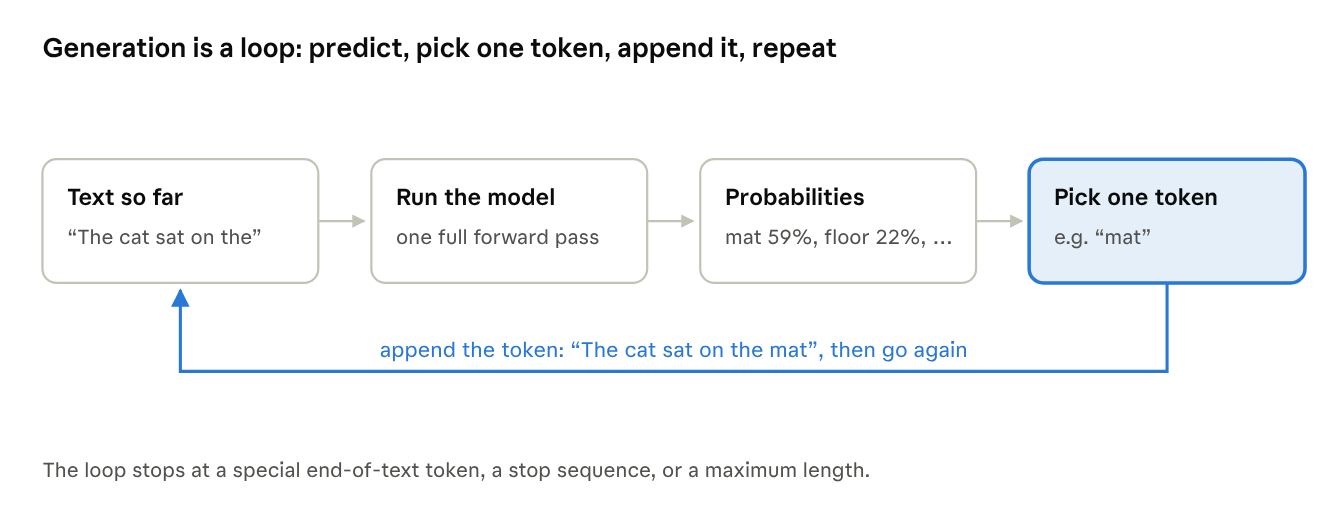 Generation is a loop: predict, pick one token, append it, repeat
Text so far
“The cat sat on the”
Run the model
one full forward pass
Probabilities
mat 59%, floor 22%, …
Pick one token
e.g. “mat”
append the token: “The cat sat on the mat”, then go again
The loop stops at a special end-of-text token, a stop sequence, or a maximum length.